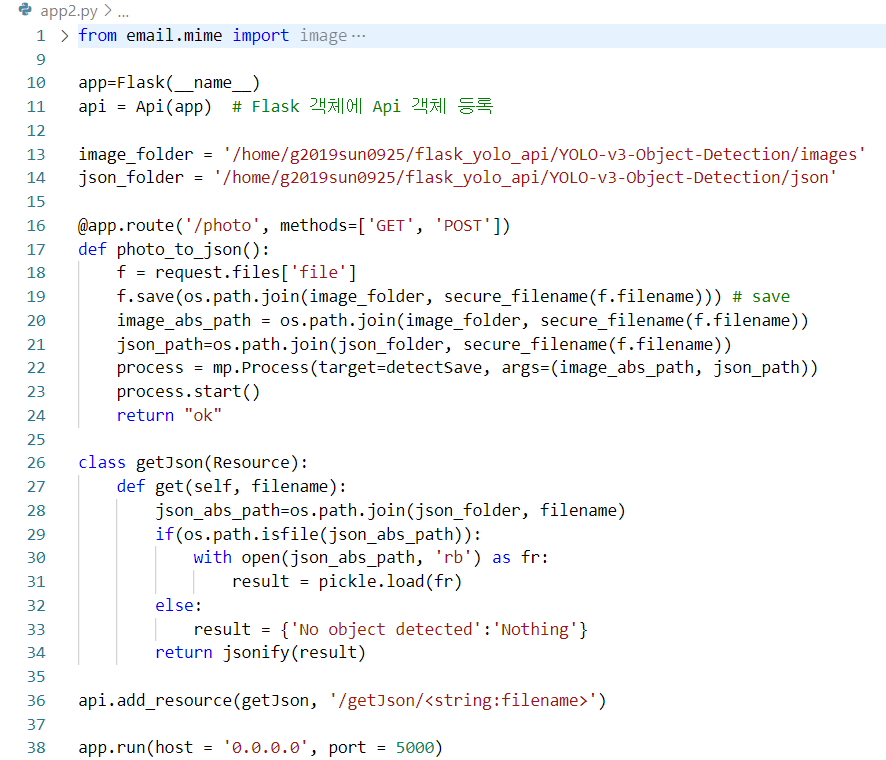 app2.py > ...
1 > from email.mime import image ...
9
10 app=Flask(__name__)
11 api = Api(app)  # Flask 객체에 Api 객체 등록
12
13 image_folder = '/home/g2019sun0925/flask_yolo_api/YOLO-v3-Object-Detection/images'
14 json_folder = '/home/g2019sun0925/flask_yolo_api/YOLO-v3-Object-Detection/json'
15
16 @app.route('/photo', methods=['GET', 'POST'])
17 def photo_to_json():
18     f = request.files['file']
19     f.save(os.path.join(image_folder, secure_filename(f.filename))) # save
20     image_abs_path = os.path.join(image_folder, secure_filename(f.filename))
21     json_path=os.path.join(json_folder, secure_filename(f.filename))
22     process = mp.Process(target=detectSave, args=(image_abs_path, json_path))
23     process.start()
24     return "ok"
25
26 class getJson(Resource):
27     def get(self, filename):
28         json_abs_path=os.path.join(json_folder, filename)
29         if(os.path.isfile(json_abs_path)):
30             with open(json_abs_path, 'rb') as fr:
31                 result = pickle.load(fr)
32         else:
33             result = {'No object detected':'Nothing'}
34         return jsonify(result)
35
36 api.add_resource(getJson, '/getJson/<string:filename>')
37
38 app.run(host = '0.0.0.0', port = 5000)